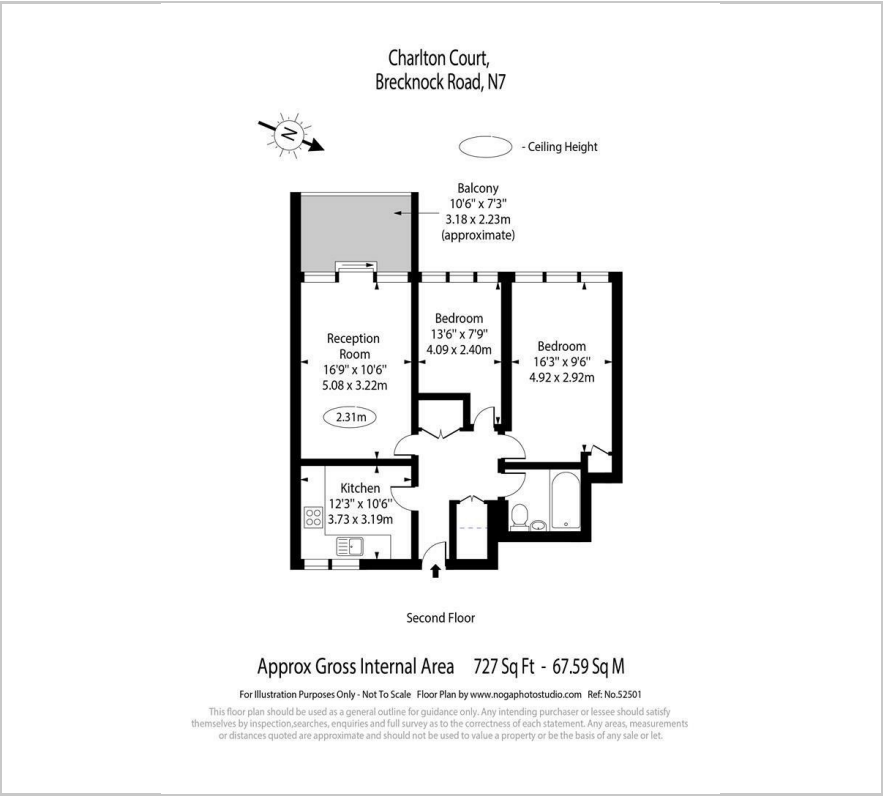 Charlton Court,
Brecknock Road, N7
N
- Ceiling Height
Balcony
10'6" x 7'3"
3.18 x 2.23m
(approximate)
Reception
Room
16'9" x 10'6"
5.08 x 3.22m
2.31m
Bedroom
13'6" x 7'9"
4.09 x 2.40m
Bedroom
16'3" x 9'6"
4.92 x 2.92m
Kitchen
12'3" x 10'6"
3.73 x 3.19m
Second Floor
Approx Gross Internal Area 727 Sq Ft - 67.59 Sq M
For Illustration Purposes Only - Not To Scale Floor Plan by www.nogaphotostudio.com Ref: No.52501
This floor plan should be used as a general outline for guidance only. Any intending purchaser or lessee should satisfy
themselves by inspection,searches, enquiries and full survey as to the correctness of each statement. Any areas, measurements
or distances quoted are approximate and should not be used to value a property or be the basis of any sale or let.